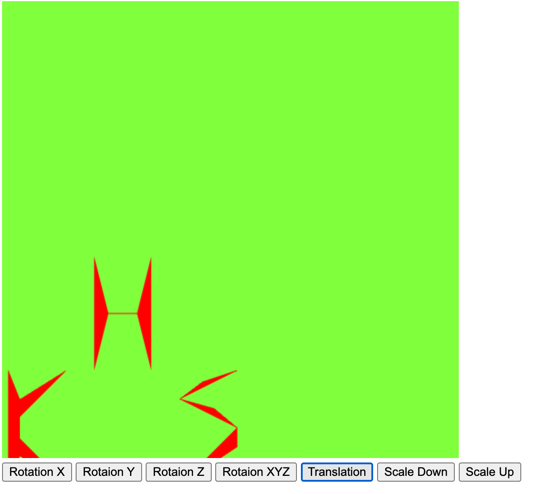 H
K S
Rotation X Rotaion Y Rotaion Z Rotaion XYZ Translation Scale Down Scale Up